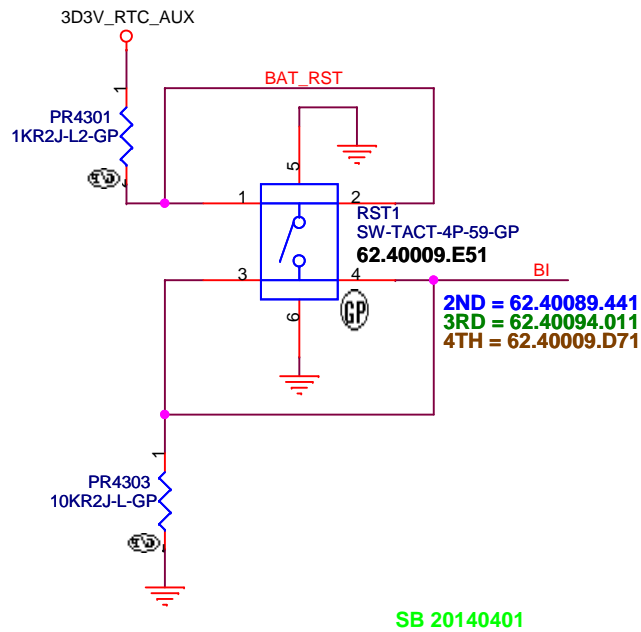 3D3V_RTC_AUX
BAT_RST
1
PR4301
1KR2J-L2-GP
5
1
2
RST1
SW-TACT-4P-59-GP
62.40009.E51
3
4
BI
GP
6
2ND = 62.40089.441
3RD = 62.40094.011
4TH = 62.40009.D71
1
PR4303
10KR2J-L-GP
SB 20140401